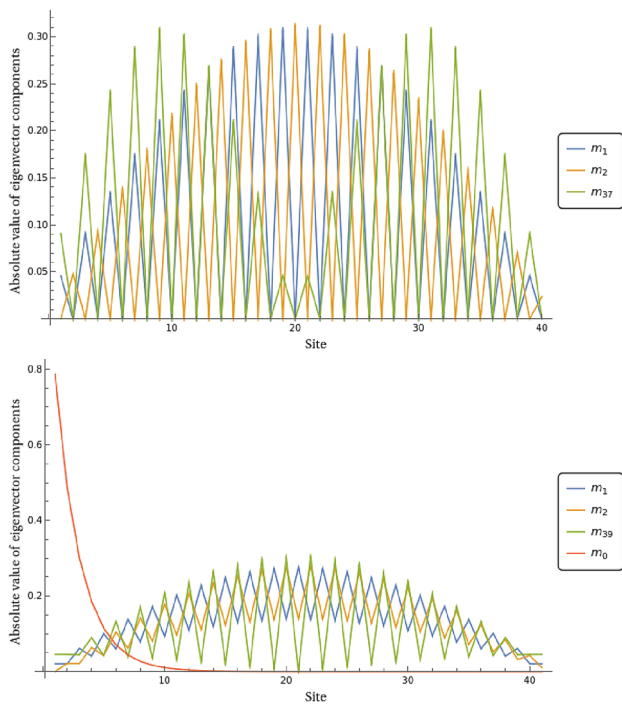 Absolute value of eigenvector components
0.30
0.25
0.20
0.15
0.10
0.05
10
20
30
40
Site
m1
m2
m37
Absolute value of eigenvector components
0.8
0.6
0.4
0.2
10
20
30
40
Site
m1
m2
m39
m0